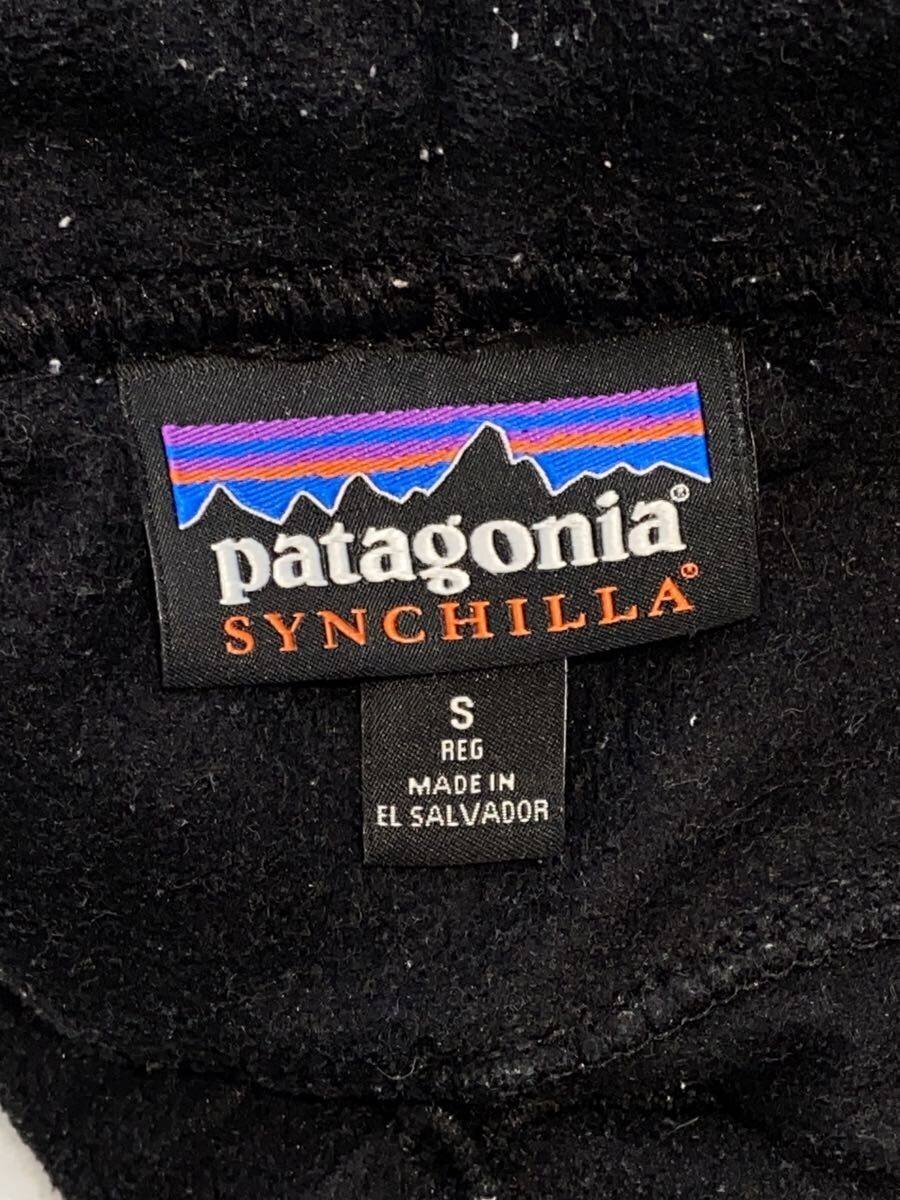 patagonia®
SYNCHILLA®
S
REG
MADE IN
EL SALVADOR